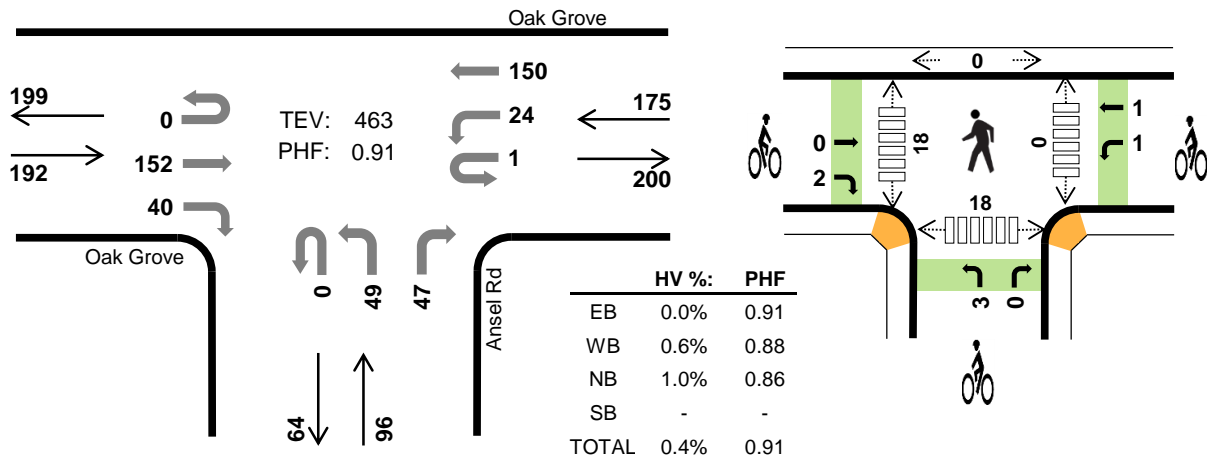 Oak Grove
199
0
152
192
40
Oak Grove
TEV: 463
PHF: 0.91
150
24
1
175
200
0
49
47
Ansel Rd
64
96
HV %: PHF
EB 0.0% 0.91
WB 0.6% 0.88
NB 1.0% 0.86
SB - -
TOTAL 0.4% 0.91
0
0
2
18
0
1
1
18
3
0